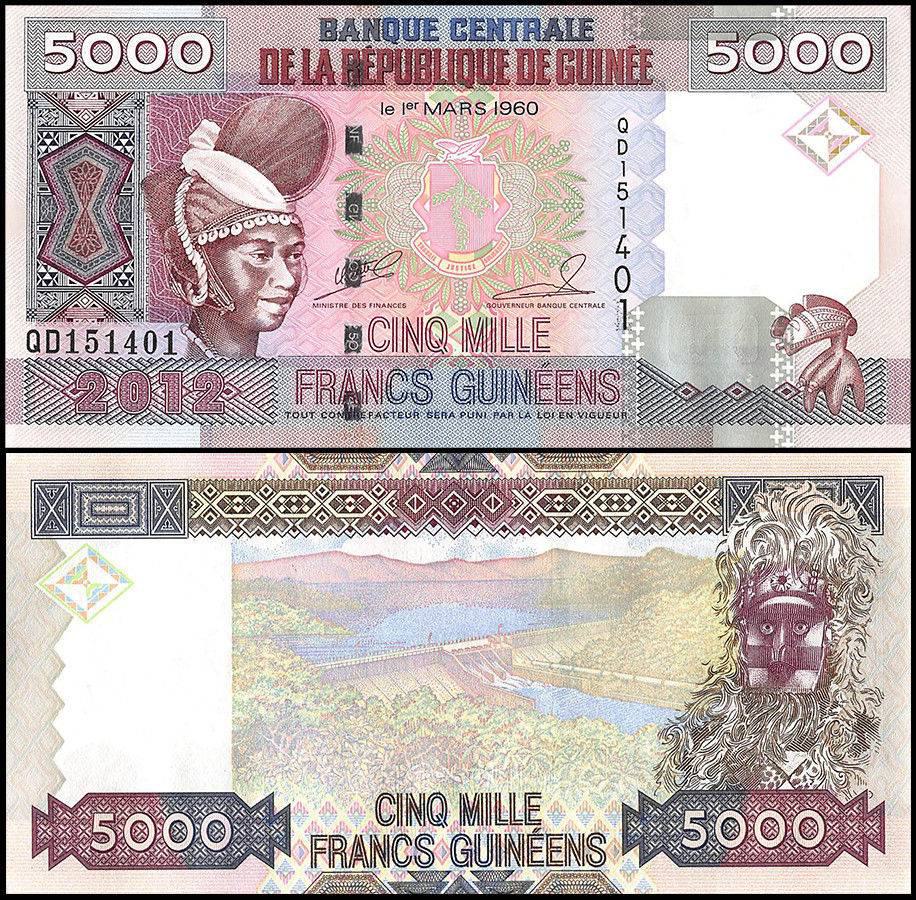 5000
BANQUE CENTRALE
DE LA RÉPUBLIQUE DE GUINÉE
5000
le 1er MARS 1960
QD151401
JUSTICE
MINISTRE DES FINANCES
GOUVERNEUR BANQUE CENTRALE
CINQ MILLE
QD151401
2012
FRANCS GUINÉENS
TOUT CONTREFACTEUR SERA PUNI PAR LA LOI EN VIGUEUR
5000
CINQ MILLE
FRANCS GUINÉENS
5000